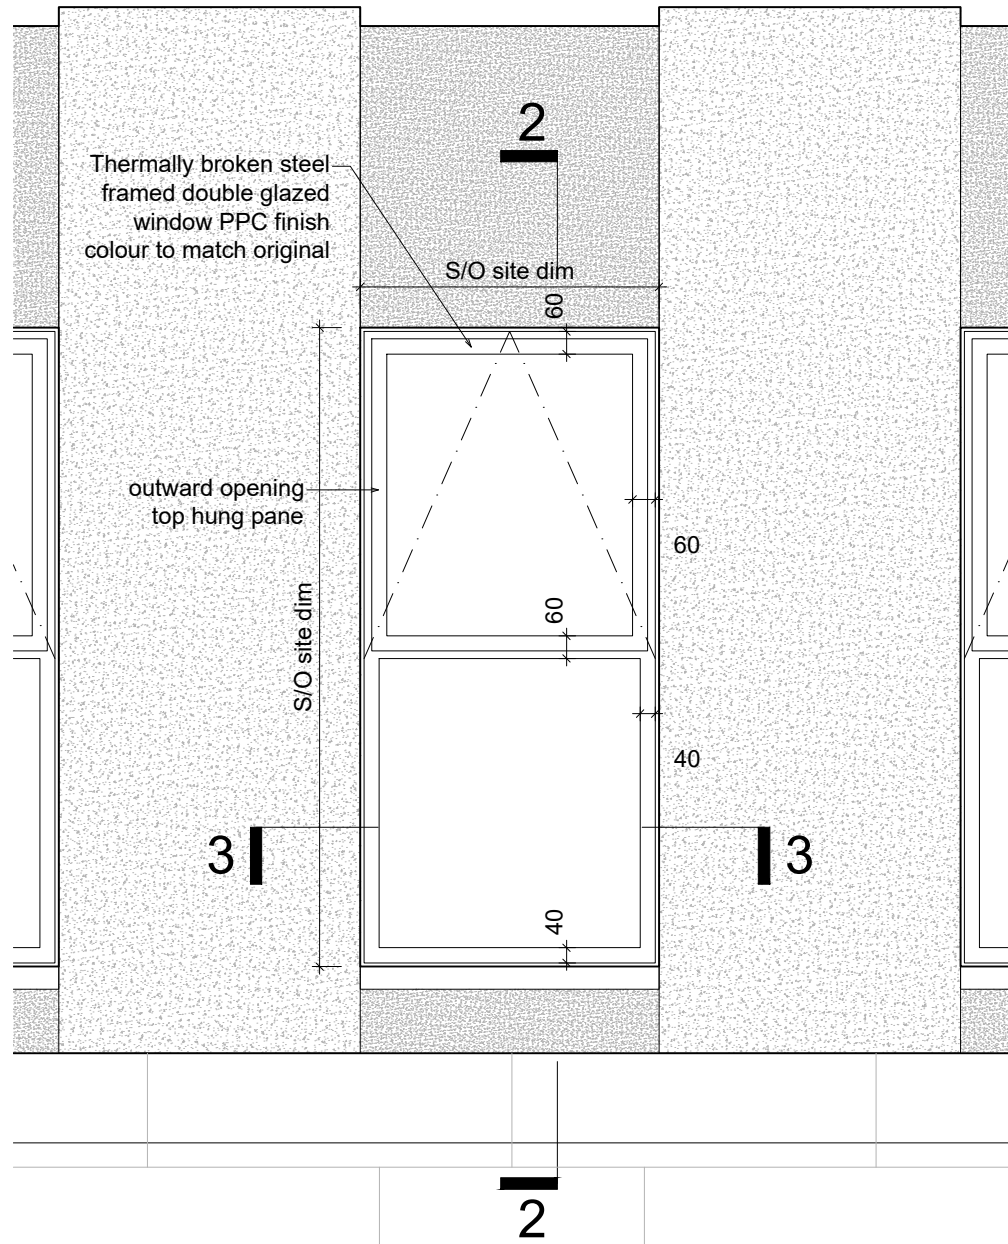 2
Thermally broken steel
framed double glazed
window PPC finish
colour to match original
S/O site dim
60
outward opening
top hung pane
60
S/O site dim
60
40
3
3
40
2